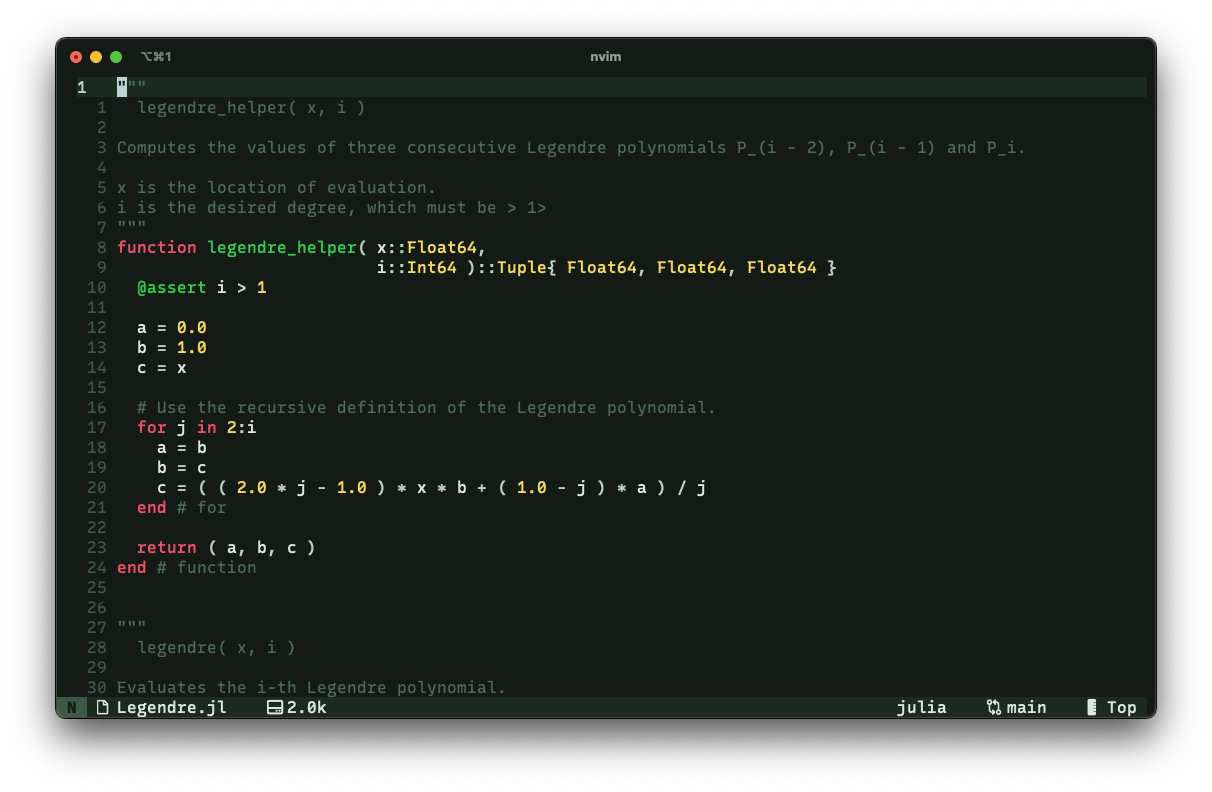 ⌥⌘1 nvim
1 """
1 legendre_helper( x, i )
2
3 Computes the values of three consecutive Legendre polynomials P_(i - 2), P_(i - 1) and P_i.
4
5 x is the location of evaluation.
6 i is the desired degree, which must be > 1>
7 """
8 function legendre_helper( x::Float64,
9                           i::Int64 )::Tuple{ Float64, Float64, Float64 }
10   @assert i > 1
11
12   a = 0.0
13   b = 1.0
14   c = x
15
16   # Use the recursive definition of the Legendre polynomial.
17   for j in 2:i
18     a = b
19     b = c
20     c = ( ( 2.0 * j - 1.0 ) * x * b + ( 1.0 - j ) * a ) / j
21   end # for
22
23   return ( a, b, c )
24 end # function
25
26
27 """
28   legendre( x, i )
29
30 Evaluates the i-th Legendre polynomial.
N Legendre.jl 2.0k julia main Top